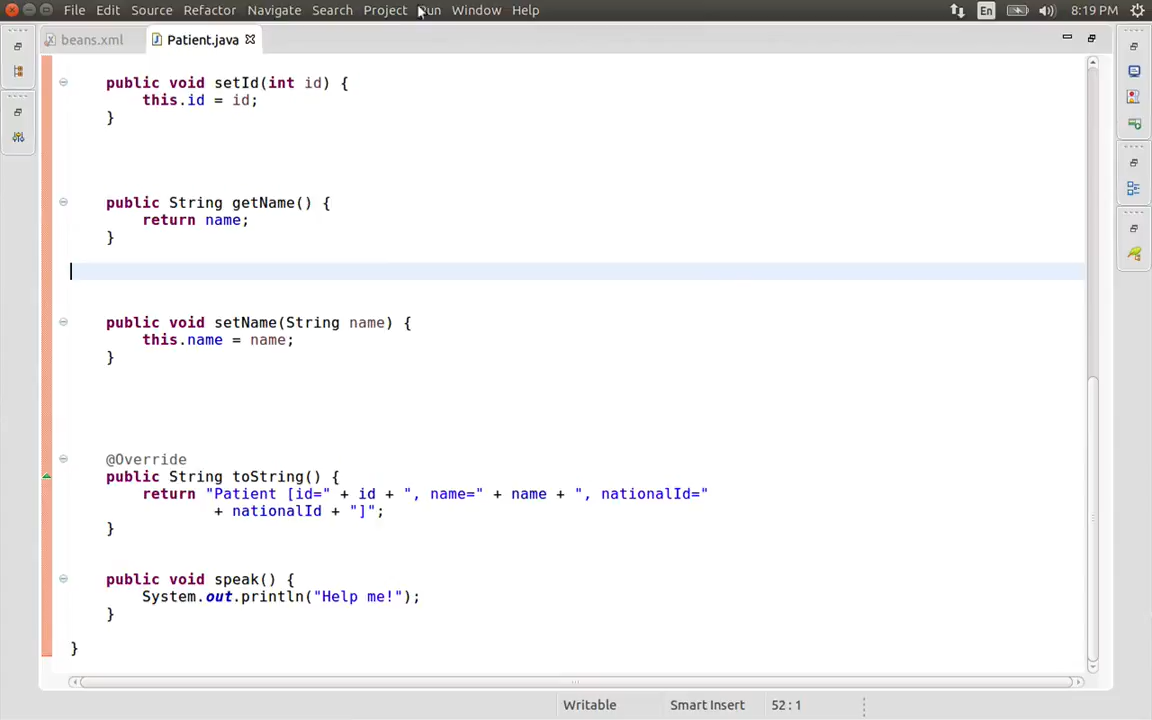 File Edit Source Refactor Navigate Search Project Run Window Help En 8:19 PM
beans.xml Patient.java
public void setId(int id) {
this.id = id;
}
public String getName() {
return name;
}
public void setName(String name) {
this.name = name;
}
@Override
public String toString() {
return "Patient [id=" + id + ", name=" + name + ", nationalId="
+ nationalId + "]";
}
public void speak() {
System.out.println("Help me!");
}
}
Writable Smart Insert 52 : 1